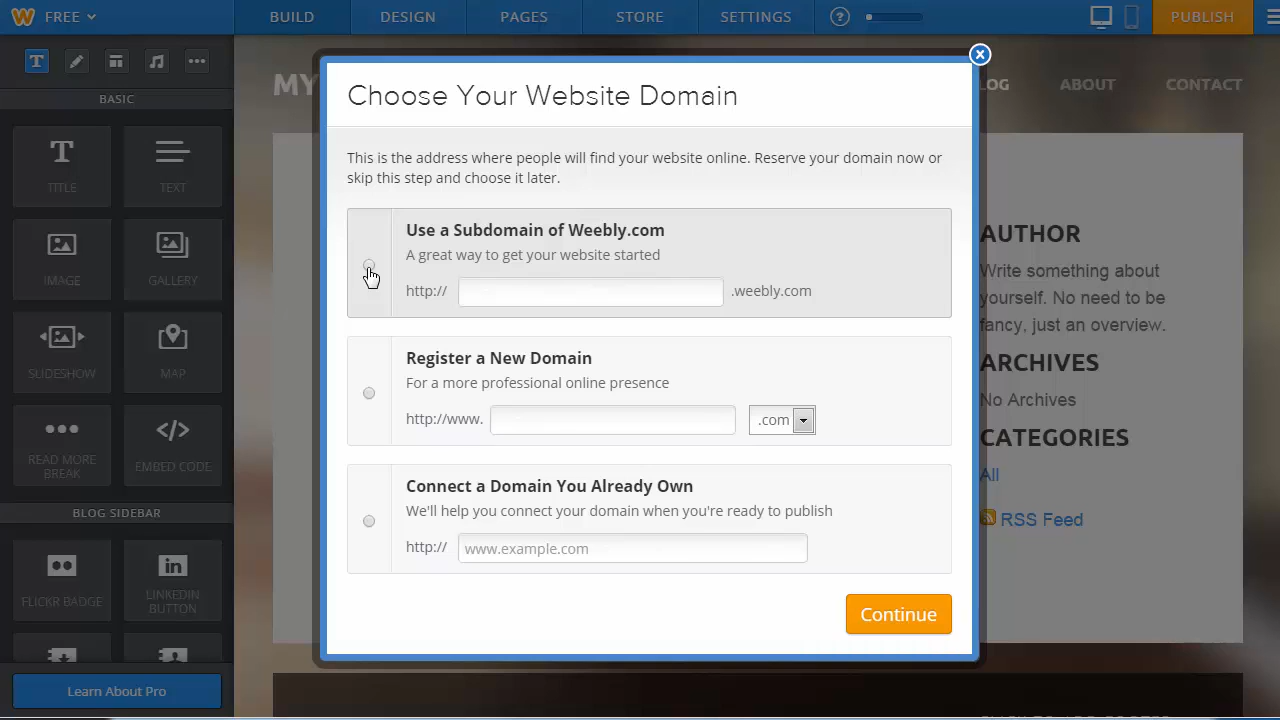 FREE
BUILD
DESIGN
PAGES
STORE
SETTINGS
?
PUBLISH
T
BASIC
T
TITLE
TEXT
IMAGE
GALLERY
SLIDESHOW
MAP
READ MORE
BREAK
EMBED CODE
BLOG SIDEBAR
FLICKR BADGE
in
LINKEDIN
BUTTON
Learn About Pro
MY
LOG
ABOUT
CONTACT
Choose Your Website Domain
This is the address where people will find your website online. Reserve your domain now or
skip this step and choose it later.
Use a Subdomain of Weebly.com
A great way to get your website started
http:// .weebly.com
Register a New Domain
For a more professional online presence
http://www. .com
Connect a Domain You Already Own
We'll help you connect your domain when you're ready to publish
http:// www.example.com
Continue
AUTHOR
Write something about
yourself. No need to be
fancy, just an overview.
ARCHIVES
No Archives
CATEGORIES
All
RSS Feed